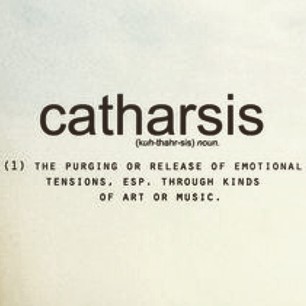 catharsis
(kuh-thahr-sis) noun.
(1) THE PURGING OR RELEASE OF EMOTIONAL
TENSIONS, ESP. THROUGH KINDS
OF ART OR MUSIC.